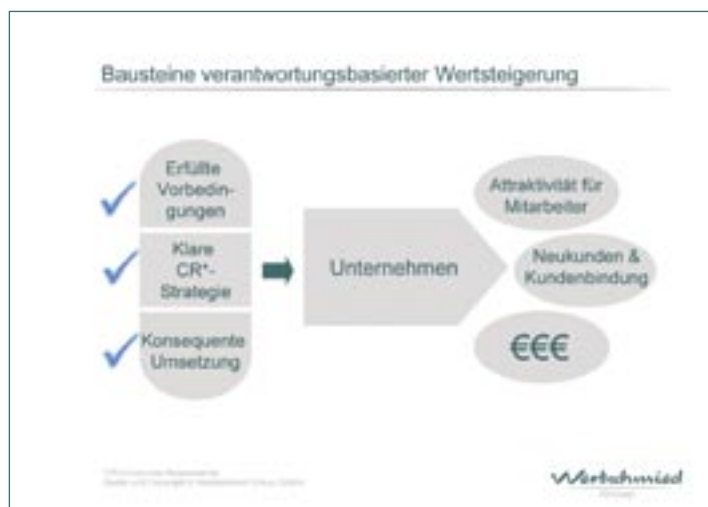 Bausteine verantwortungsbasierter Wertsteigerung
Erfüllte
Vorbedin-
gungen
Klare
CR*-
Strategie
Konsequente
Umsetzung
Unternehmen
Attraktivität für
Mitarbeiter
Neukunden &
Kundenbindung
€€€
Wertschmied